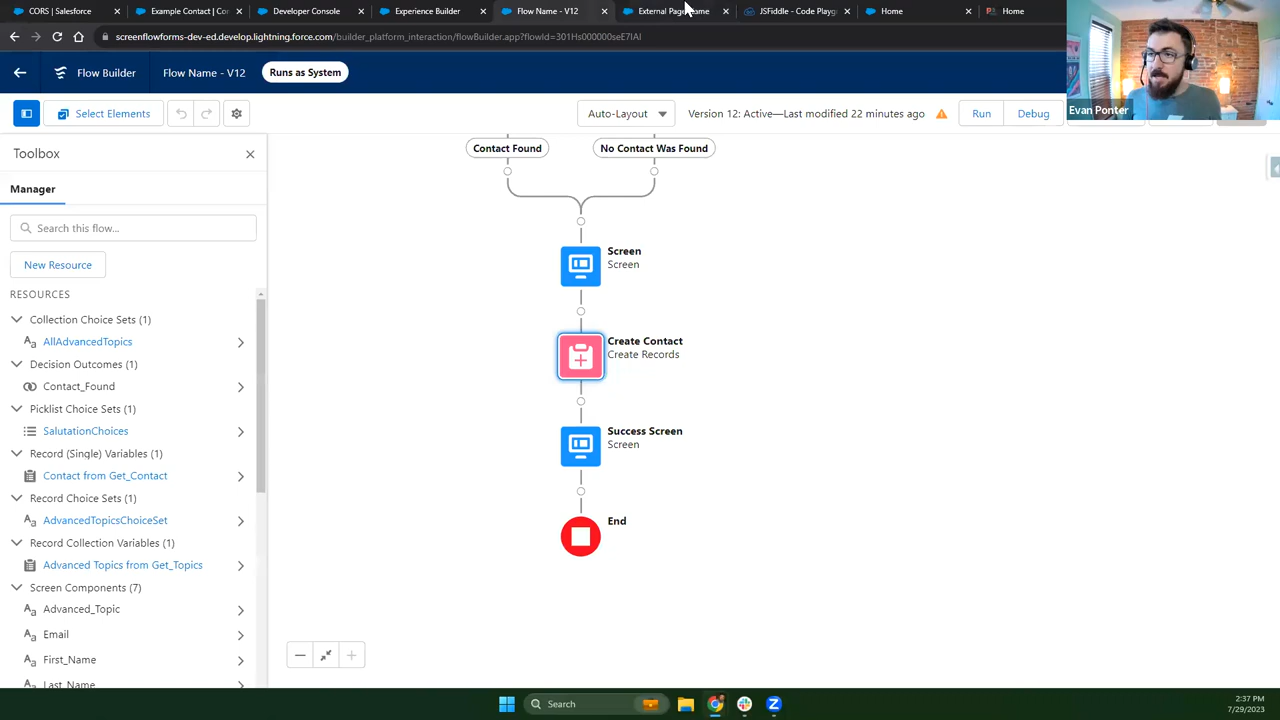 CORS | Salesforce
Example Contact | Co
Developer Console
Experience Builder
Flow Name - V12
External Page
JSFiddle - Code Playg
Home
Home
screenflowforms-dev-ed.develop.lightning.force.com/builder_platform_interaction/flowBuilder.app?flowId=301Hs000000seE7IAI
Flow Builder
Flow Name - V12
Runs as System
Evan Ponter
Select Elements
Auto-Layout
Version 12: Active—Last modified 22 minutes ago
Run
Debug
Toolbox
Manager
Search this flow...
New Resource
RESOURCES
Collection Choice Sets (1)
AllAdvancedTopics
Decision Outcomes (1)
Contact_Found
Picklist Choice Sets (1)
SalutationChoices
Record (Single) Variables (1)
Contact from Get_Contact
Record Choice Sets (1)
AdvancedTopicsChoiceSet
Record Collection Variables (1)
Advanced Topics from Get_Topics
Screen Components (7)
Advanced_Topic
Email
First_Name
Last_Name
Contact Found
No Contact Was Found
Screen
Screen
Create Contact
Create Records
Success Screen
Screen
End
Search
2:37 PM
7/29/2023